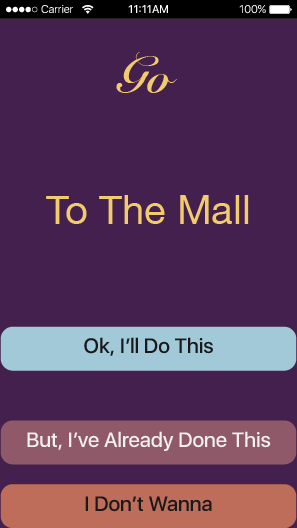 Carrier 11:11AM 100%
Go
To The Mall
Ok, I'll Do This
But, I've Already Done This
I Don't Wanna